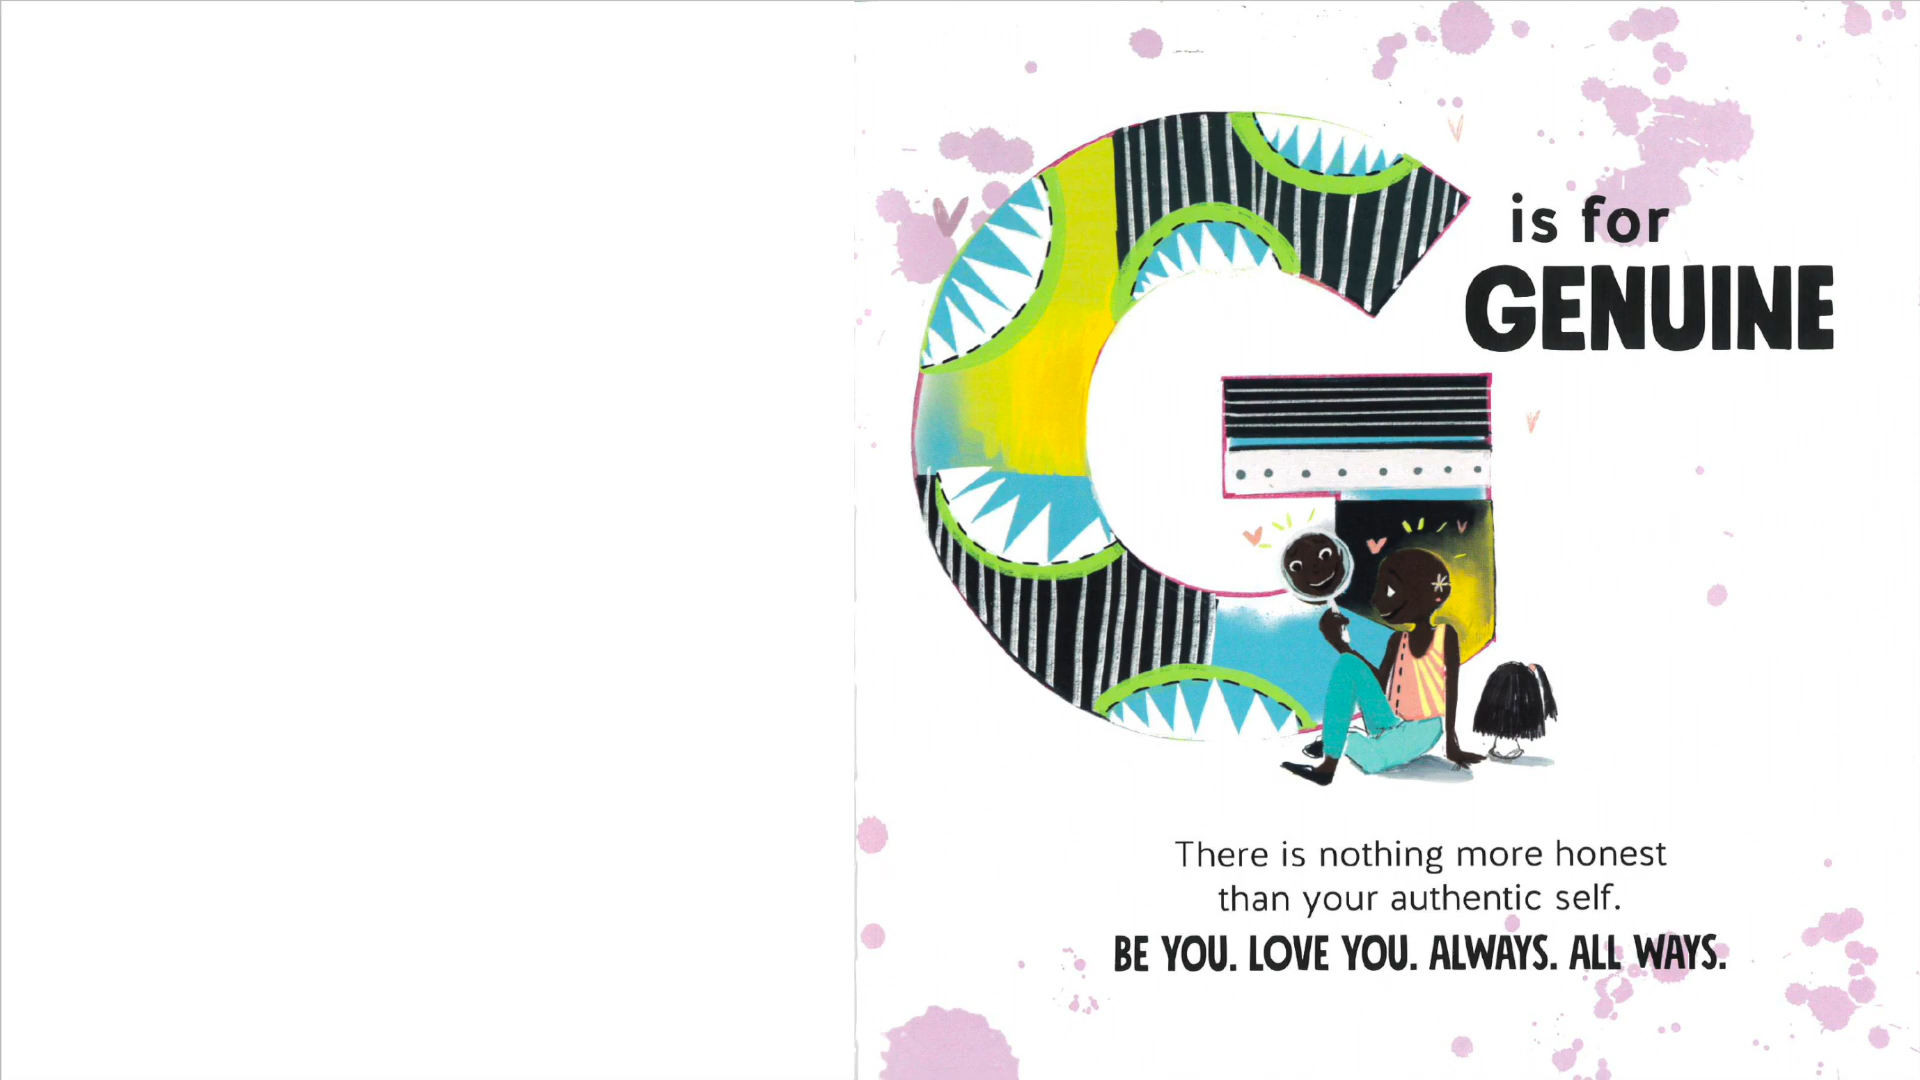 G is for
GENUINE
There is nothing more honest
than your authentic self.
BE YOU. LOVE YOU. ALWAYS. ALL WAYS.